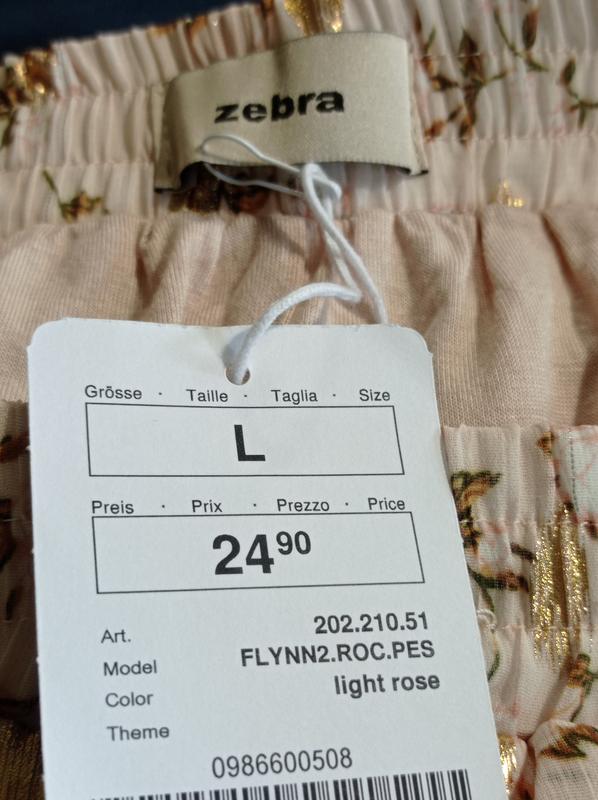 zebra
Grösse · Taille · Taglia · Size
L
Preis · Prix · Prezzo · Price
24⁹⁰
Art. 202.210.51
Model FLYNN2.ROC.PES
Color light rose
Theme
0986600508